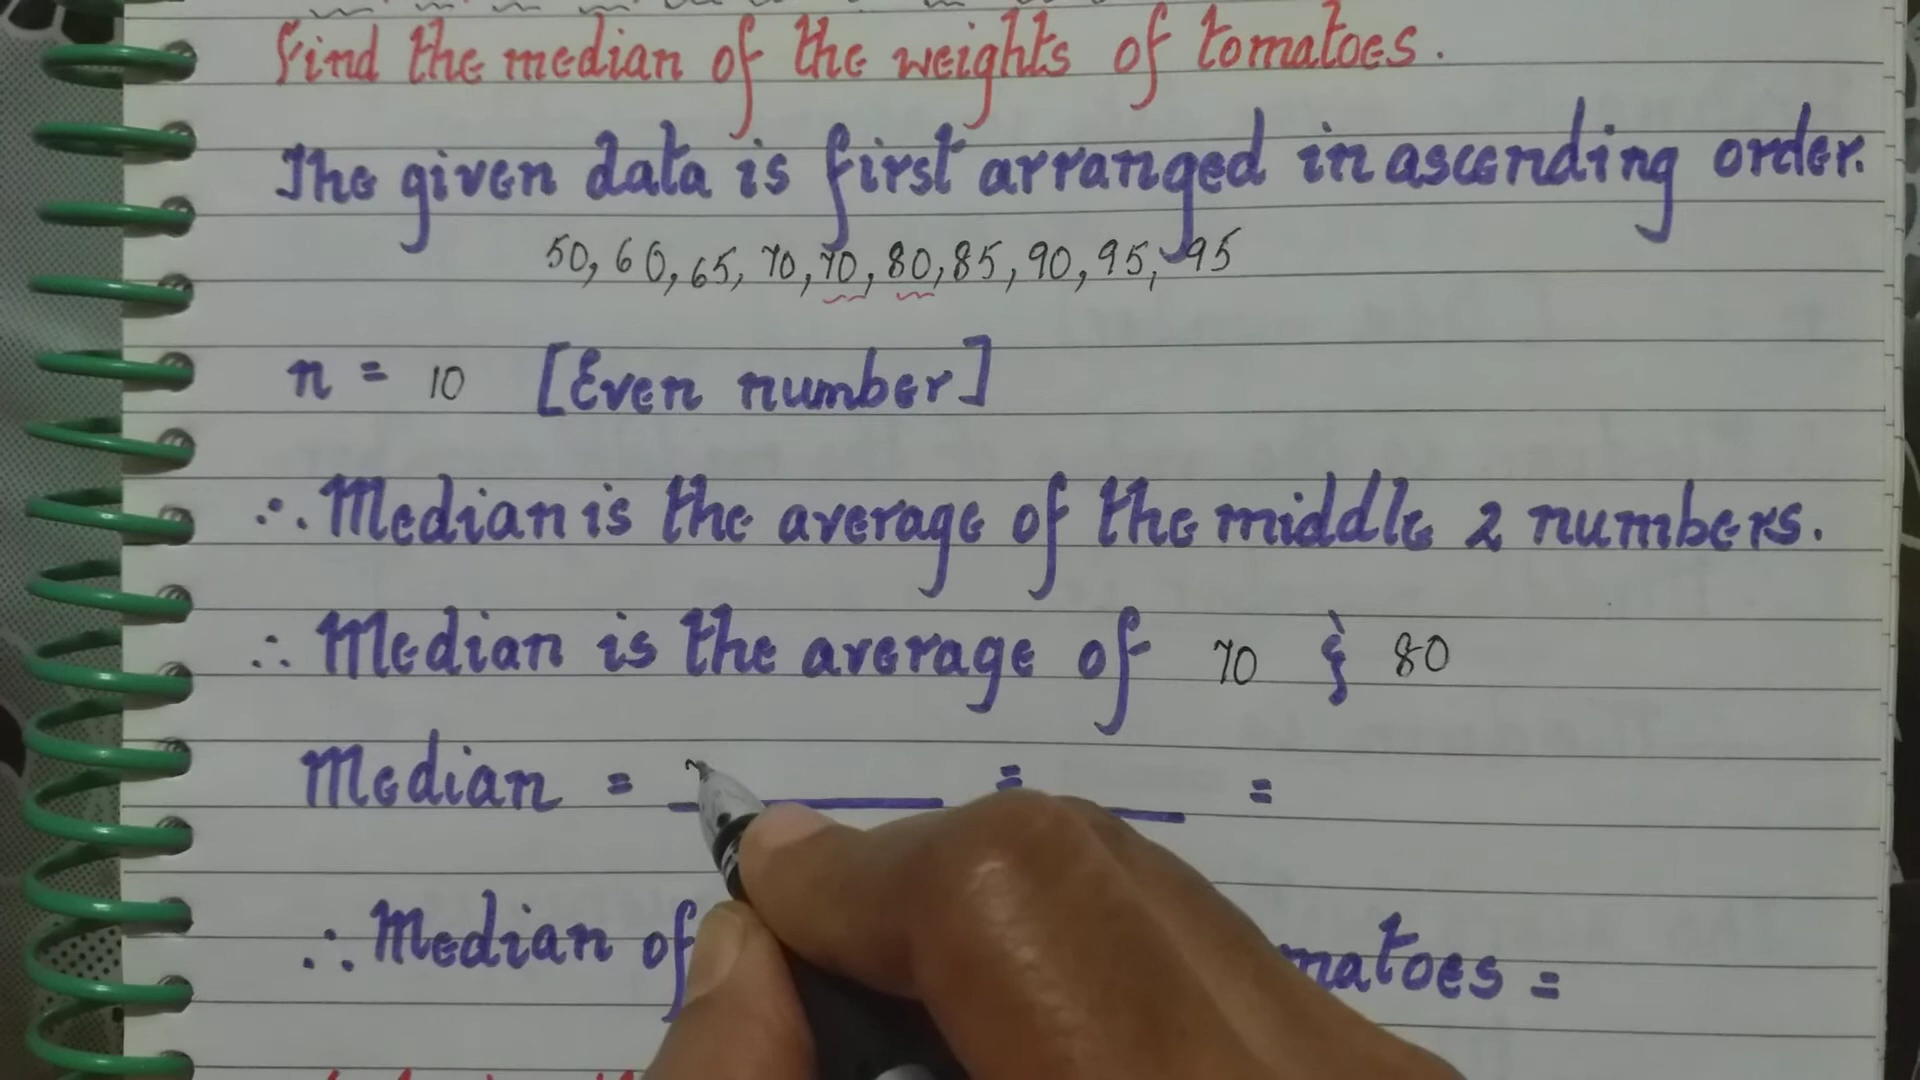 Find the median of the weights of tomatoes.
The given data is first arranged in ascending order.
50, 60, 65, 70, 70, 80, 85, 90, 95, 95
n = 10 [Even number]
∴ Median is the average of the middle 2 numbers.
∴ Median is the average of 70 & 80
Median = = =
∴ Median of matoes =